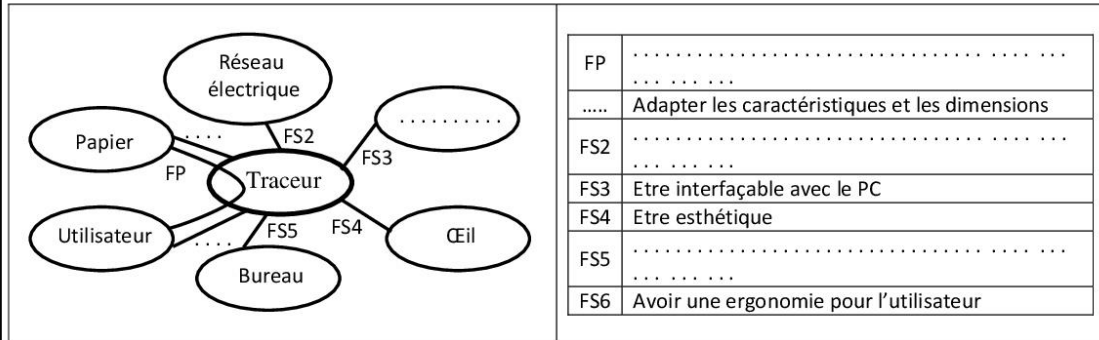 Réseau
électrique
. . . . . . . . . .
Papier
. . . .
FS2
FS3
FP
Traceur
Utilisateur
. . . .
FS5
FS4
Œil
Bureau
FP
. . . . . . . . . . . . . . . . . . . . . . . . . . . . . . . . . . .... ...
... ... ...
..... Adapter les caractéristiques et les dimensions
FS2
. . . . . . . . . . . . . . . . . . . . . . . . . . . . . . . . . . .... ...
... ... ...
FS3 Etre interfaçable avec le PC
FS4 Etre esthétique
FS5
. . . . . . . . . . . . . . . . . . . . . . . . . . . . . . . . . . .... ...
... ... ...
FS6 Avoir une ergonomie pour l’utilisateur